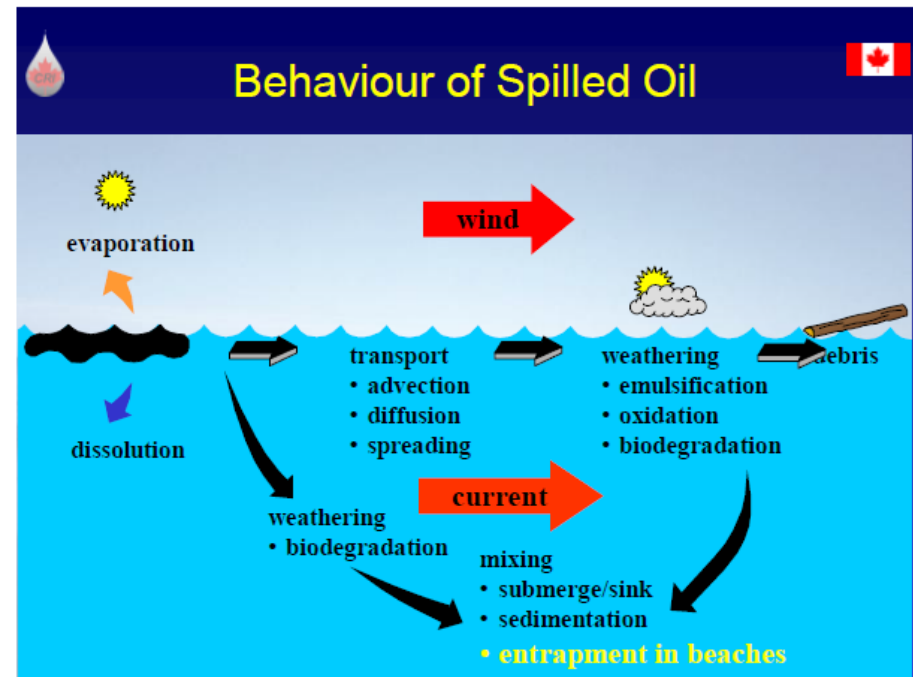 CRI
Behaviour of Spilled Oil
wind
evaporation
transport
• advection
• diffusion
• spreading
weathering
• emulsification
• oxidation
• biodegradation
debris
dissolution
current
weathering
• biodegradation
mixing
• submerge/sink
• sedimentation
• entrapment in beaches